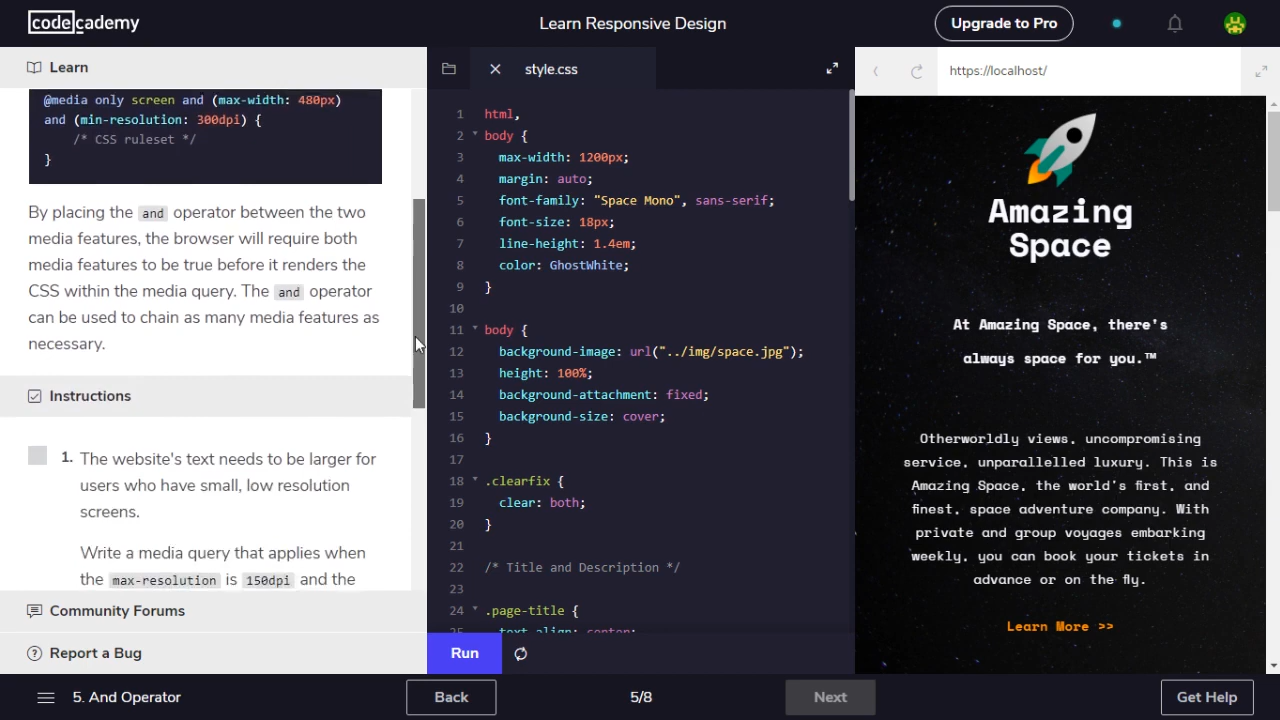 codecademy
Learn Responsive Design
Upgrade to Pro
Learn
@media only screen and (max-width: 480px)
and (min-resolution: 300dpi) {
/* CSS ruleset */
}
By placing the and operator between the two
media features, the browser will require both
media features to be true before it renders the
CSS within the media query. The and operator
can be used to chain as many media features as
necessary.
Instructions
1. The website's text needs to be larger for
users who have small, low resolution
screens.
Write a media query that applies when
the max-resolution is 150dpi and the
Community Forums
Report a Bug
style.css
1 html,
2 body {
3 max-width: 1200px;
4 margin: auto;
5 font-family: "Space Mono", sans-serif;
6 font-size: 18px;
7 line-height: 1.4em;
8 color: GhostWhite;
9 }
10
11 body {
12 background-image: url("../img/space.jpg");
13 height: 100%;
14 background-attachment: fixed;
15 background-size: cover;
16 }
17
18 .clearfix {
19 clear: both;
20 }
21
22 /* Title and Description */
23
24 .page-title {
25 text-align: center;
Run
https://localhost/
Amazing
Space
At Amazing Space, there's
always space for you.™
Otherworldly views, uncompromising
service, unparallelled luxury. This is
Amazing Space, the world's first, and
finest, space adventure company. With
private and group voyages embarking
weekly, you can book your tickets in
advance or on the fly.
Learn More >>
5. And Operator
Back
5/8
Next
Get Help